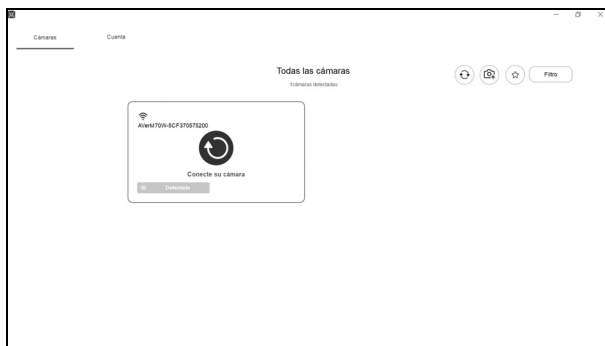 Cámaras
Cuenta
Todas las cámaras
1cámaras detectadas
Filtro
AVerM70W-5CF370575200
Conecte su cámara
Detectada